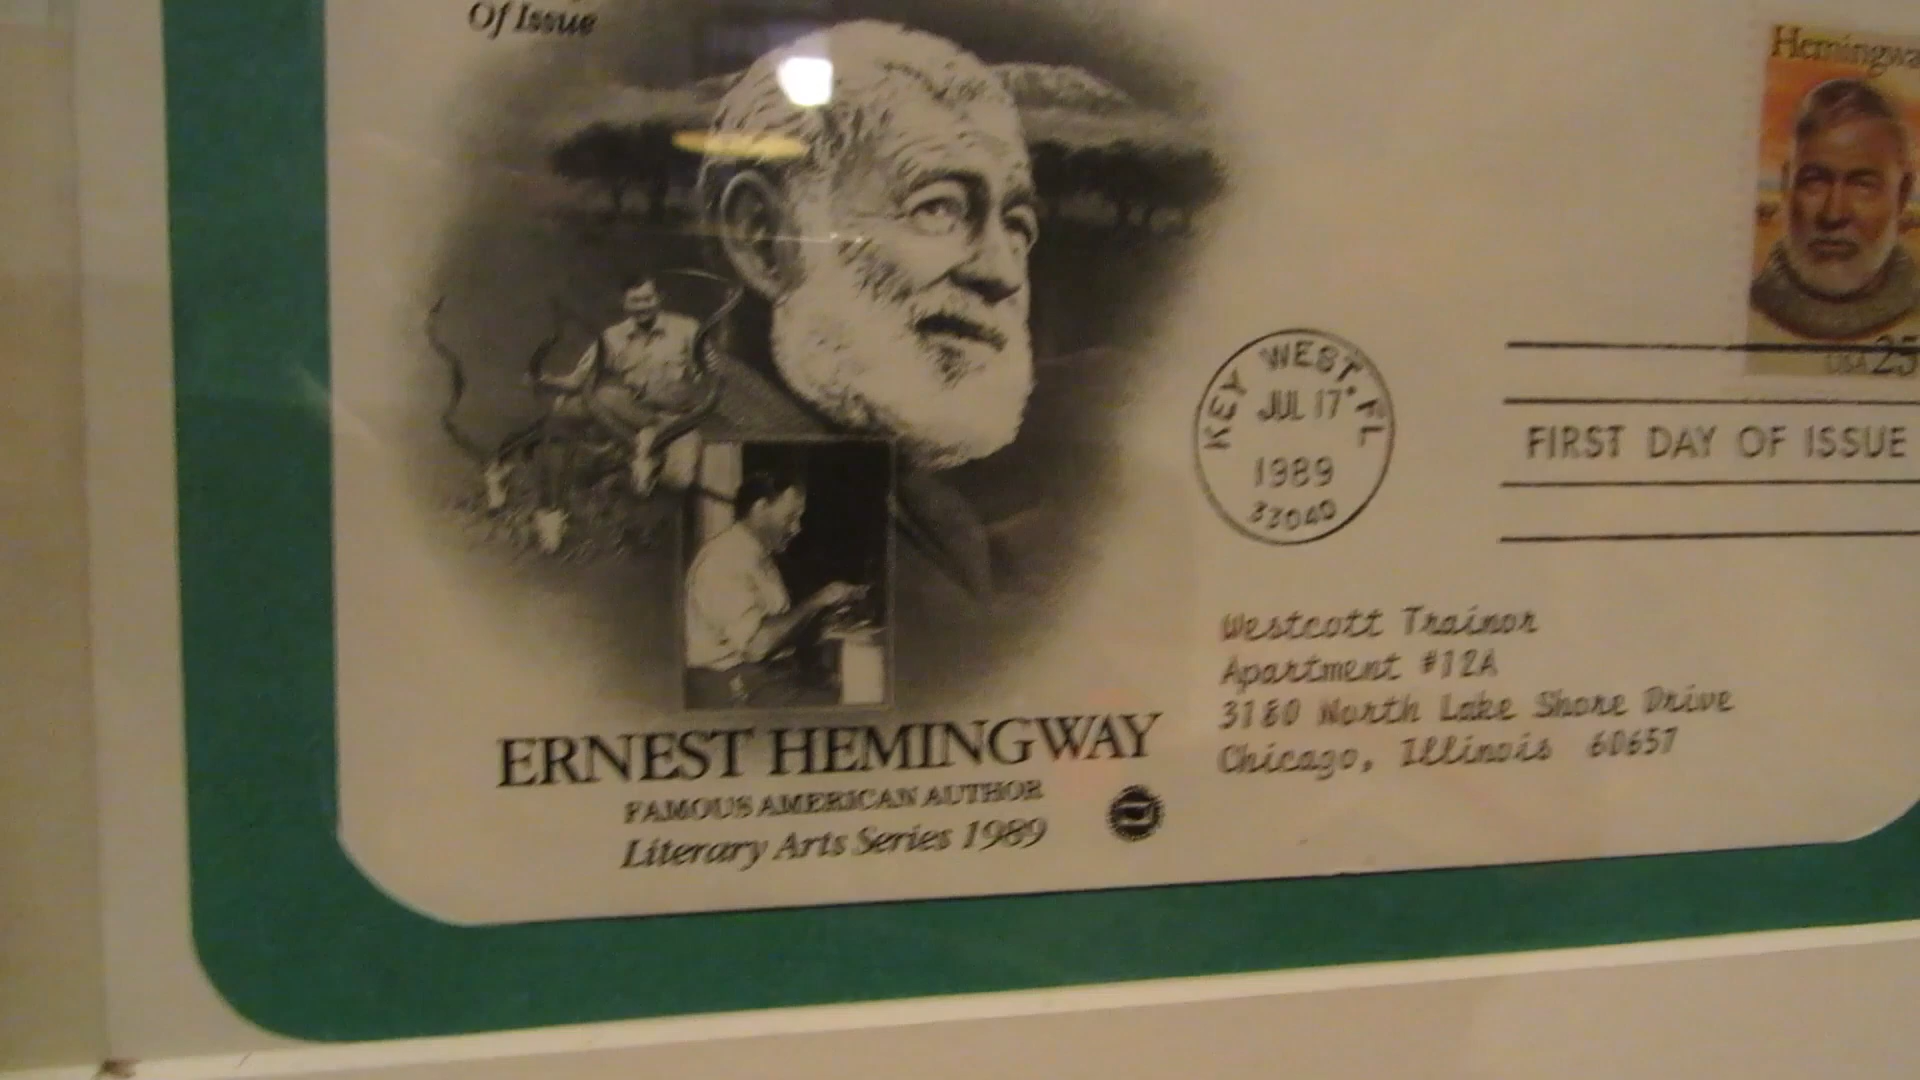 Of Issue
Hemingwa
USA 25
KEY WEST, FL
JUL 17
1989
33040
FIRST DAY OF ISSUE
Westcott Trainor
Apartment #12A
3180 North Lake Shore Drive
Chicago, Illinois 60657
ERNEST HEMINGWAY
FAMOUS AMERICAN AUTHOR
Literary Arts Series 1989